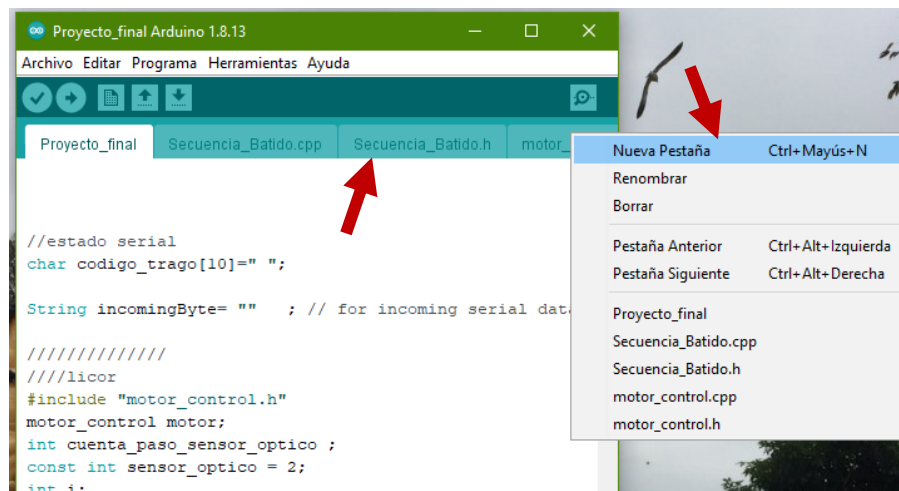 Proyecto_final Arduino 1.8.13
Archivo Editar Programa Herramientas Ayuda
Proyecto_final Secuencia_Batido.cpp Secuencia_Batido.h motor_
//estado serial
char codigo_trago[10]=" ";
String incomingByte= "" ; // for incoming serial dat
//////////////
////licor
#include "motor_control.h"
motor_control motor;
int cuenta_paso_sensor_optico ;
const int sensor_optico = 2;
int i;
Nueva Pestaña Ctrl+Mayús+N
Renombrar
Borrar
Pestaña Anterior Ctrl+Alt+Izquierda
Pestaña Siguiente Ctrl+Alt+Derecha
Proyecto_final
Secuencia_Batido.cpp
Secuencia_Batido.h
motor_control.cpp
motor_control.h